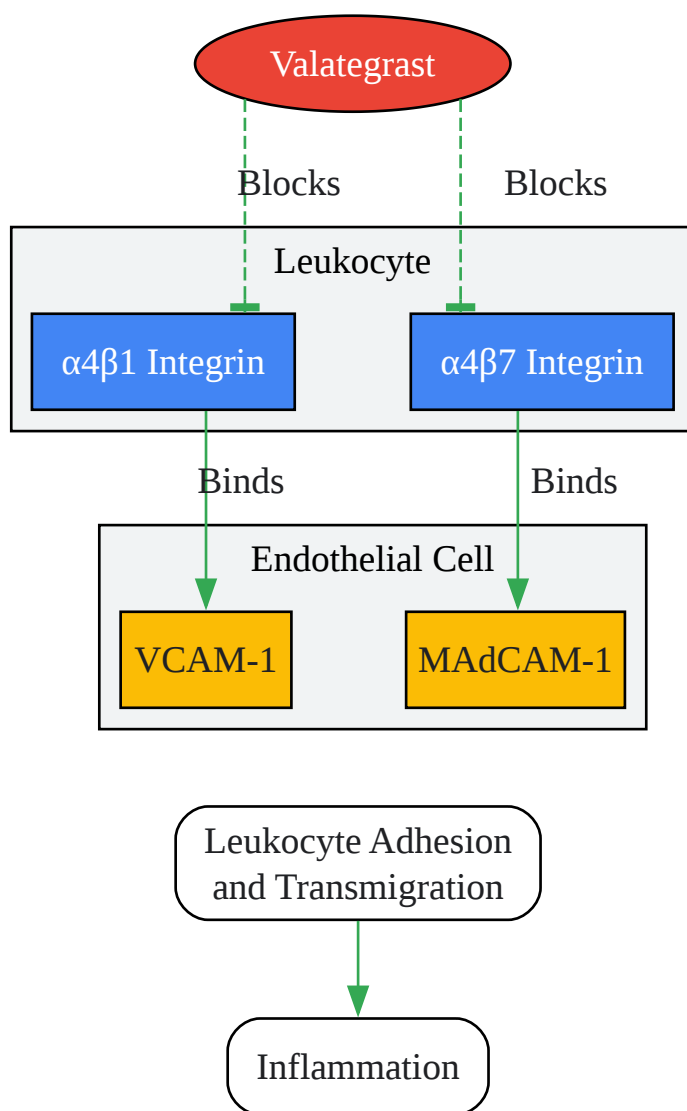 Valategrast
Blocks
Blocks
Leukocyte
α4β1 Integrin
α4β7 Integrin
Binds
Binds
Endothelial Cell
VCAM-1
MAdCAM-1
Leukocyte Adhesion
and Transmigration
Inflammation